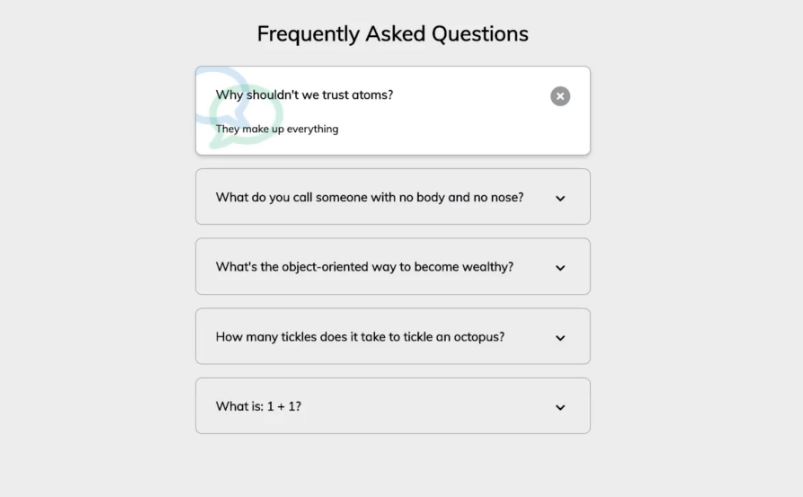 Frequently Asked Questions
Why shouldn't we trust atoms?
They make up everything
What do you call someone with no body and no nose?
What's the object-oriented way to become wealthy?
How many tickles does it take to tickle an octopus?
What is: 1 + 1?